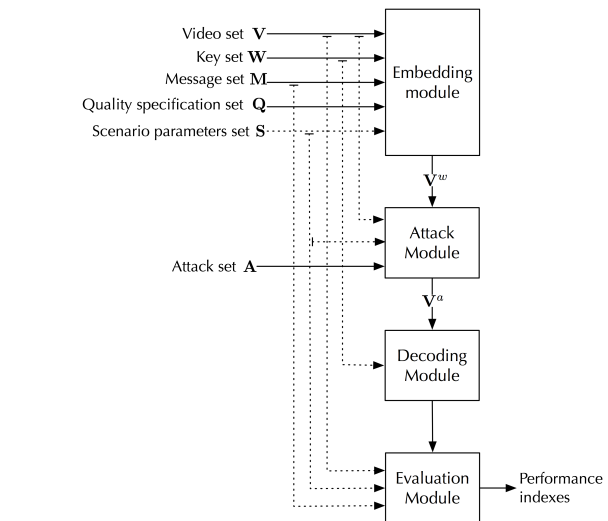 Video set V
Key set W
Message set M
Quality specification set Q
Scenario parameters set S
Embedding
module
V^w
Attack
Module
Attack set A
V^a
Decoding
Module
Evaluation
Module
Performance
indexes